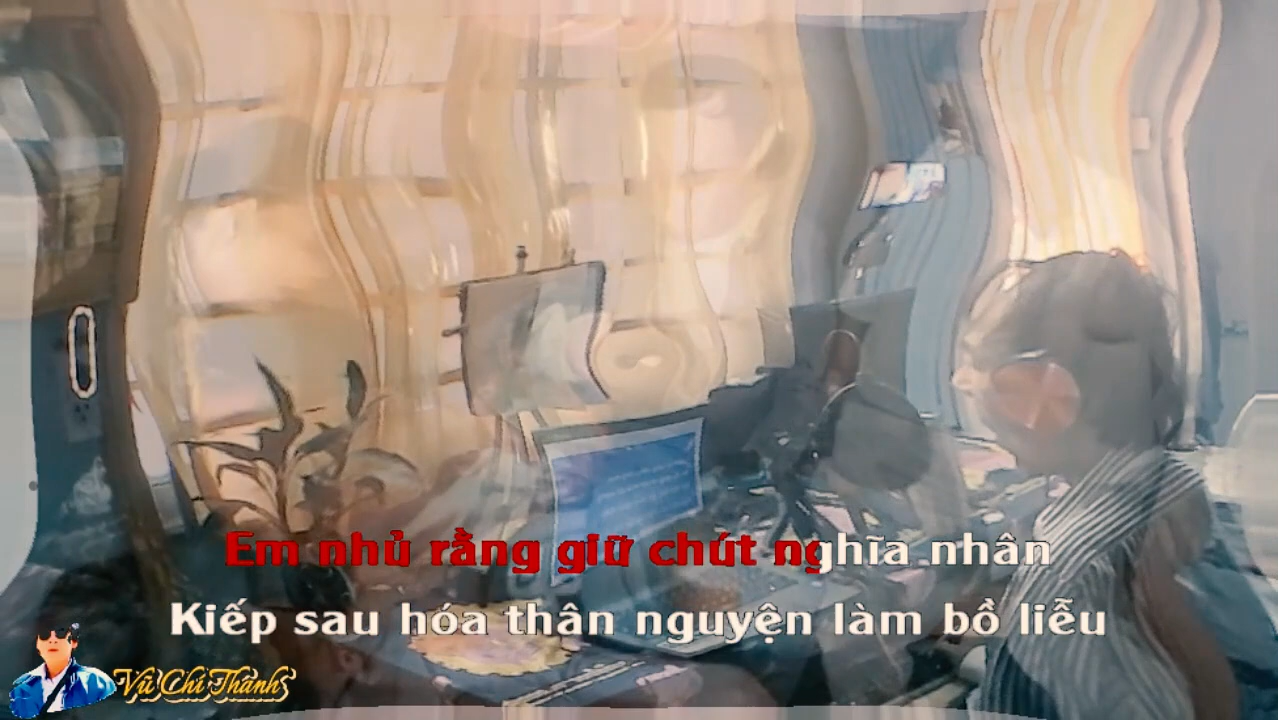 Em nhủ rằng giữ chút nghĩa nhân
Kiếp sau hóa thân nguyện làm bồ liễu
Vũ Chí Thành